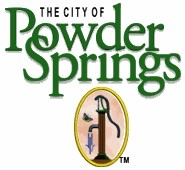 THE CITY OF
Powder
Springs
TM